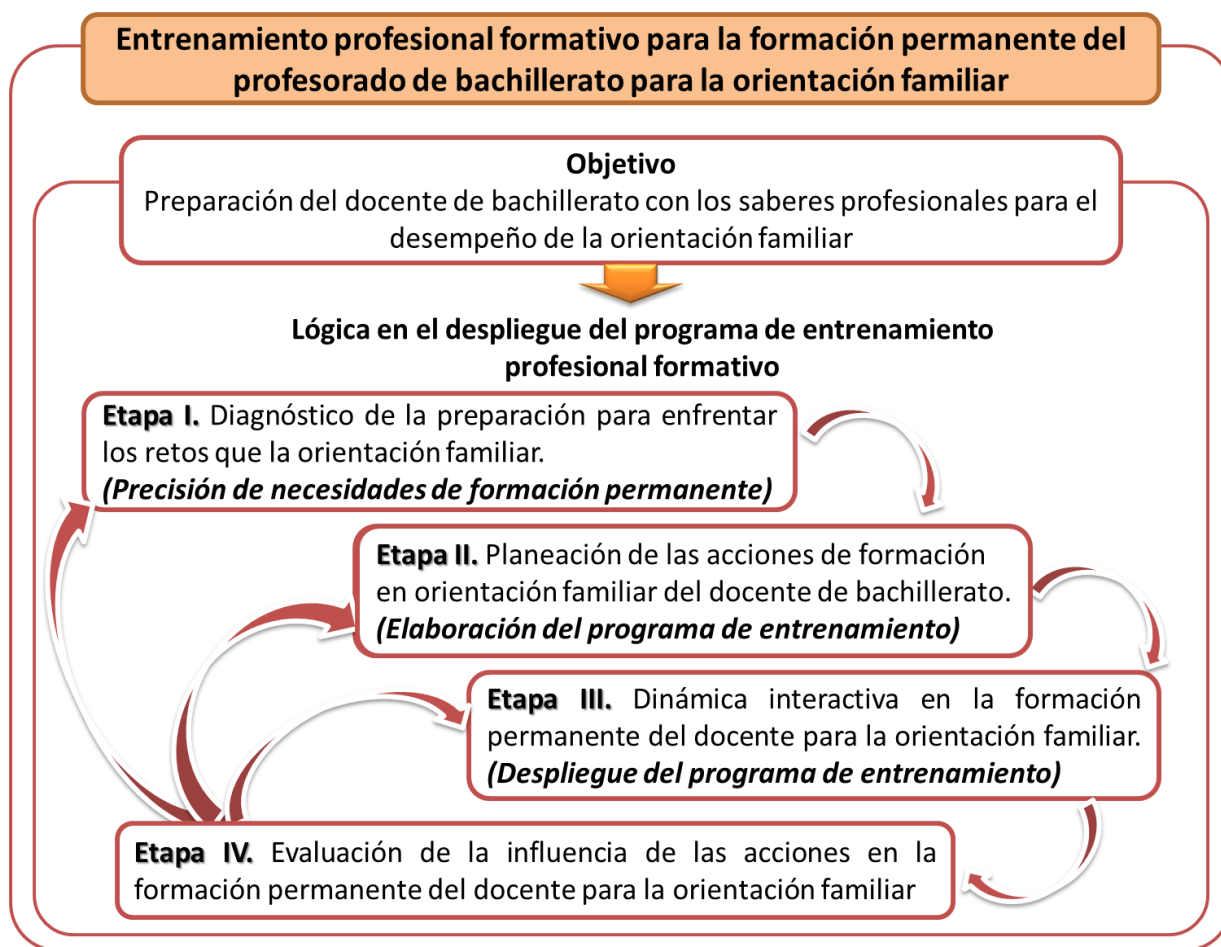 Entrenamiento profesional formativo para la formación permanente del
profesorado de bachillerato para la orientación familiar
Objetivo
Preparación del docente de bachillerato con los saberes profesionales para el
desempeño de la orientación familiar
Lógica en el despliegue del programa de entrenamiento
profesional formativo
Etapa I. Diagnóstico de la preparación para enfrentar
los retos que la orientación familiar.
(Precisión de necesidades de formación permanente)
Etapa II. Planeación de las acciones de formación
en orientación familiar del docente de bachillerato.
(Elaboración del programa de entrenamiento)
Etapa III. Dinámica interactiva en la formación
permanente del docente para la orientación familiar.
(Despliegue del programa de entrenamiento)
Etapa IV. Evaluación de la influencia de las acciones en la
formación permanente del docente para la orientación familiar